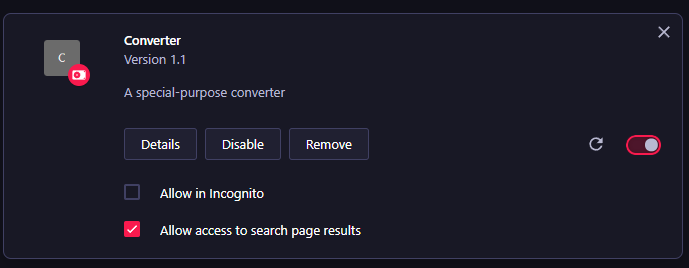 C
Converter
Version 1.1
A special-purpose converter
Details Disable Remove
Allow in Incognito
Allow access to search page results